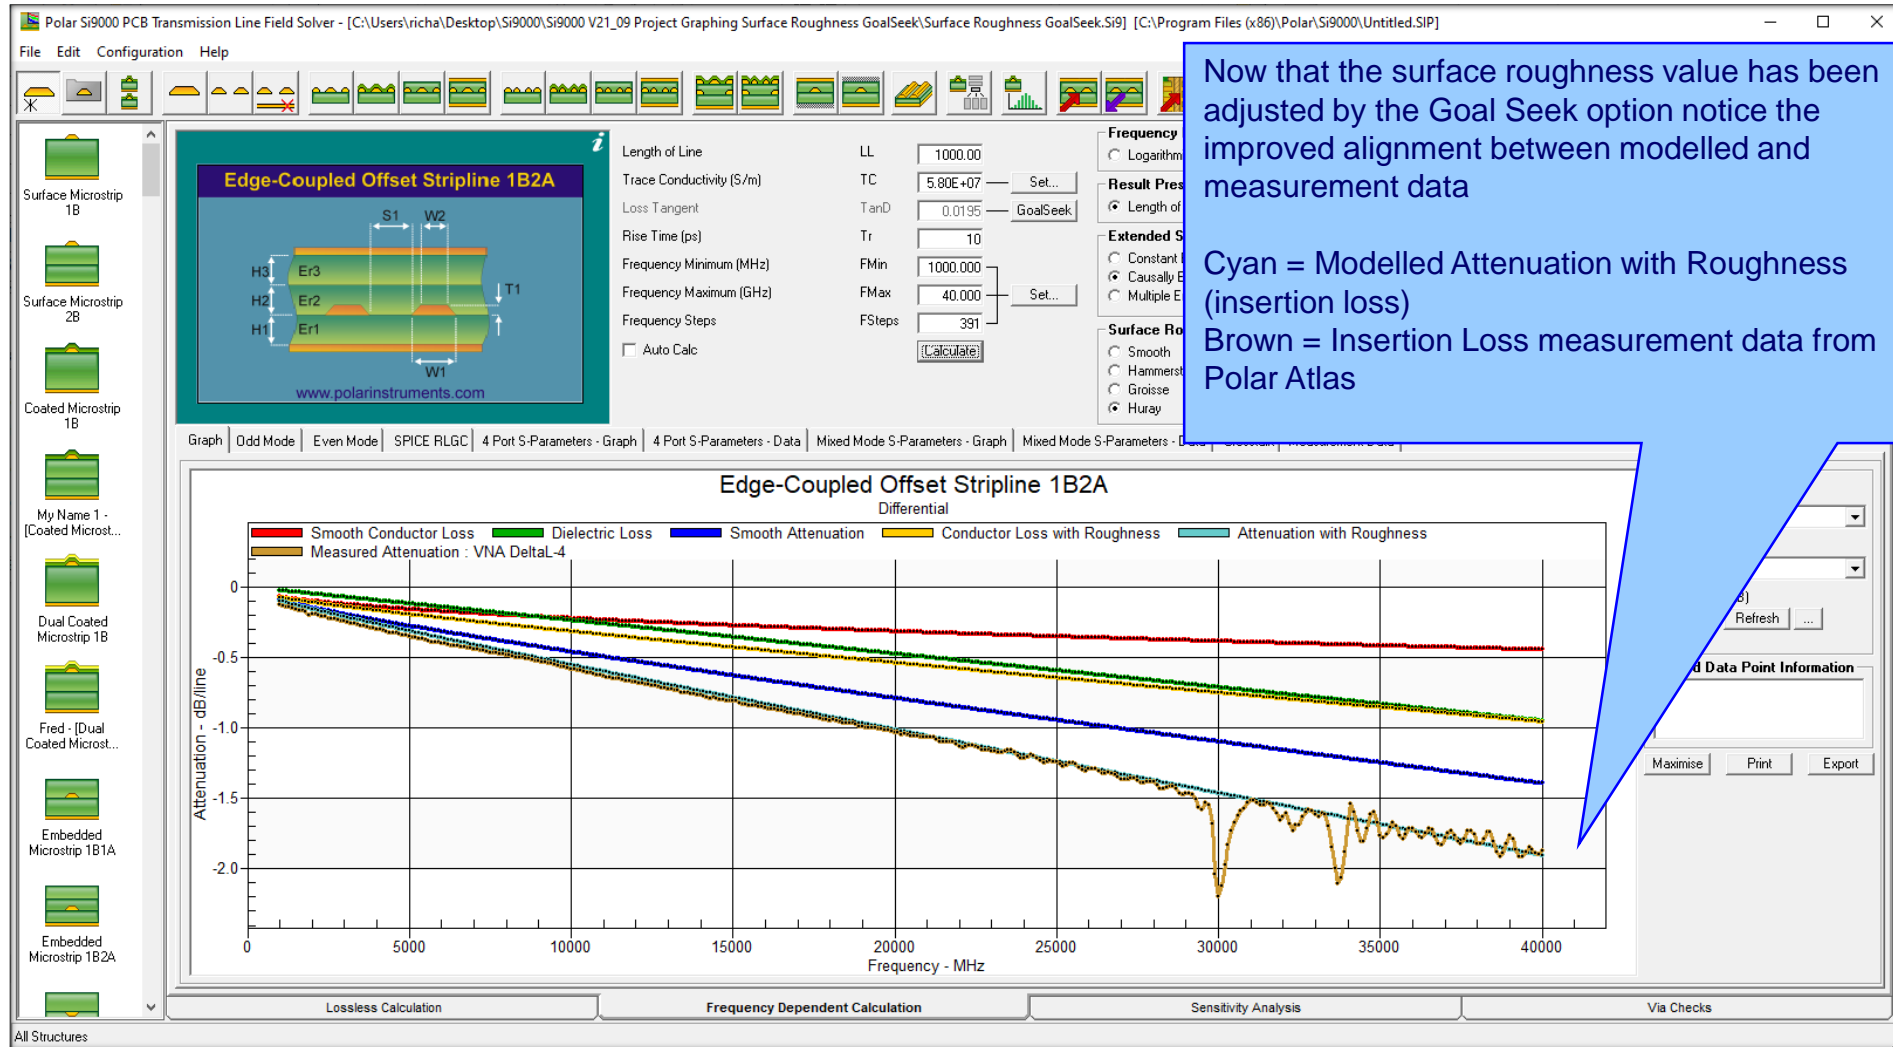 Polar Si9000 PCB Transmission Line Field Solver - [C:\Users\richa\Desktop\Si9000\Si9000 V21_09 Project Graphing Surface Roughness GoalSeek\Surface Roughness GoalSeek.Si9] [C:\Program Files (x86)\Polar\Si9000\Untitled.SIP]
File Edit Configuration Help
Now that the surface roughness value has been
adjusted by the Goal Seek option notice the
improved alignment between modelled and
measurement data
Cyan = Modelled Attenuation with Roughness
(insertion loss)
Brown = Insertion Loss measurement data from
Polar Atlas
Surface Microstrip
1B
Surface Microstrip
2B
Coated Microstrip
1B
My Name 1 -
[Coated Microst...
Dual Coated
Microstrip 1B
Fred - [Dual
Coated Microst...
Embedded
Microstrip 1B1A
Embedded
Microstrip 1B2A
i
Edge-Coupled Offset Stripline 1B2A
S1 W2
H3 Er3
H2 Er2 T1
H1 Er1
W1
www.polarinstruments.com
Length of Line LL 1000.00
Trace Conductivity (S/m) TC 5.80E+07 Set...
Loss Tangent TanD 0.0195 GoalSeek
Rise Time (ps) Tr 10
Frequency Minimum (MHz) FMin 1000.000
Frequency Maximum (GHz) FMax 40.000 Set...
Frequency Steps FSteps 391
Auto Calc Calculate
Frequency
Logarithm
Result Pres
Length of
Extended S
Constant
Causally E
Multiple E
Surface Ro
Smooth
Hammerst
Groisse
Huray
Graph Odd Mode Even Mode SPICE RLGC 4 Port S-Parameters - Graph 4 Port S-Parameters - Data Mixed Mode S-Parameters - Graph Mixed Mode S-Parameters -
Edge-Coupled Offset Stripline 1B2A
Differential
Smooth Conductor Loss Dielectric Loss Smooth Attenuation Conductor Loss with Roughness Attenuation with Roughness
Measured Attenuation : VNA DeltaL-4
Attenuation - dB/line
0
-0.5
-1.0
-1.5
-2.0
0 5000 10000 15000 20000 25000 30000 35000 40000
Frequency - MHz
Refresh ...
Data Point Information
Maximise Print Export
Lossless Calculation Frequency Dependent Calculation Sensitivity Analysis Via Checks
All Structures